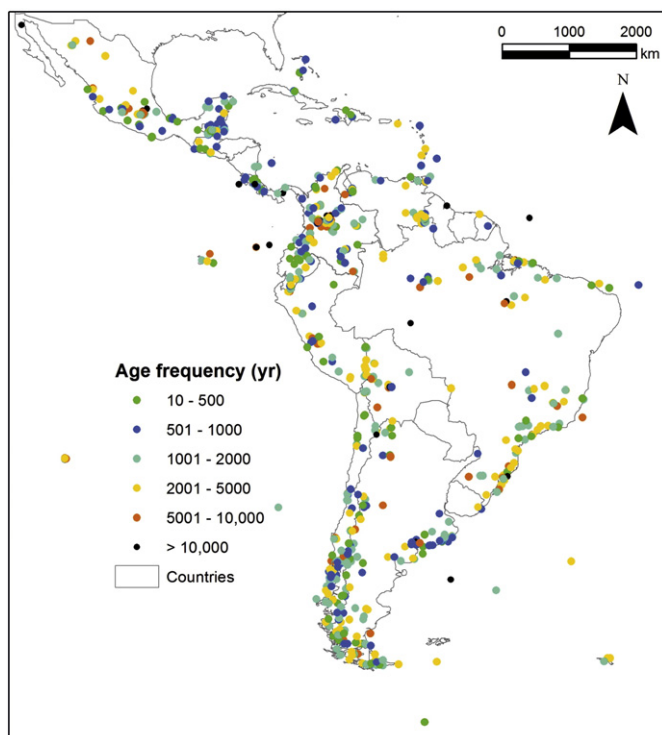 0 1000 2000
km
N
Age frequency (yr)
10 - 500
501 - 1000
1001 - 2000
2001 - 5000
5001 - 10,000
> 10,000
Countries